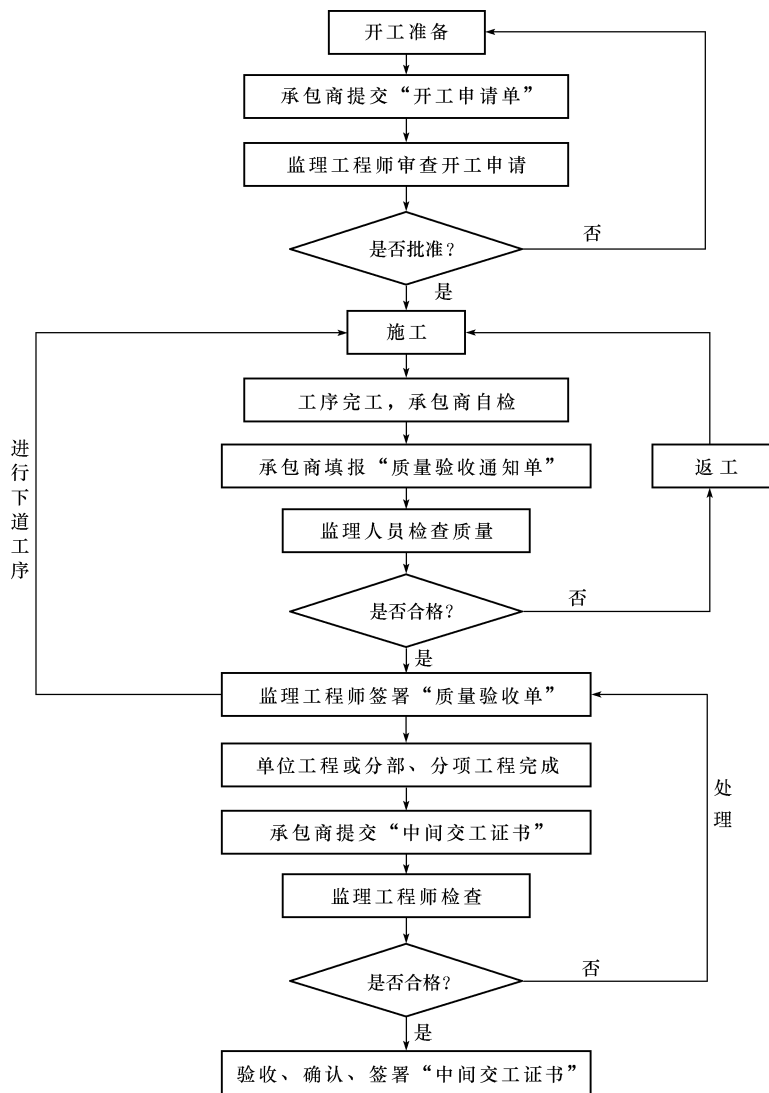 开工准备
承包商提交“开工申请单”
监理工程师审查开工申请
是否批准？
否
是
施工
工序完工，承包商自检
承包商填报“质量验收通知单”
返工
进行下道工序
监理人员检查质量
是否合格？
否
是
监理工程师签署“质量验收单”
单位工程或分部、分项工程完成
处理
承包商提交“中间交工证书”
监理工程师检查
是否合格？
否
是
验收、确认、签署“中间交工证书”